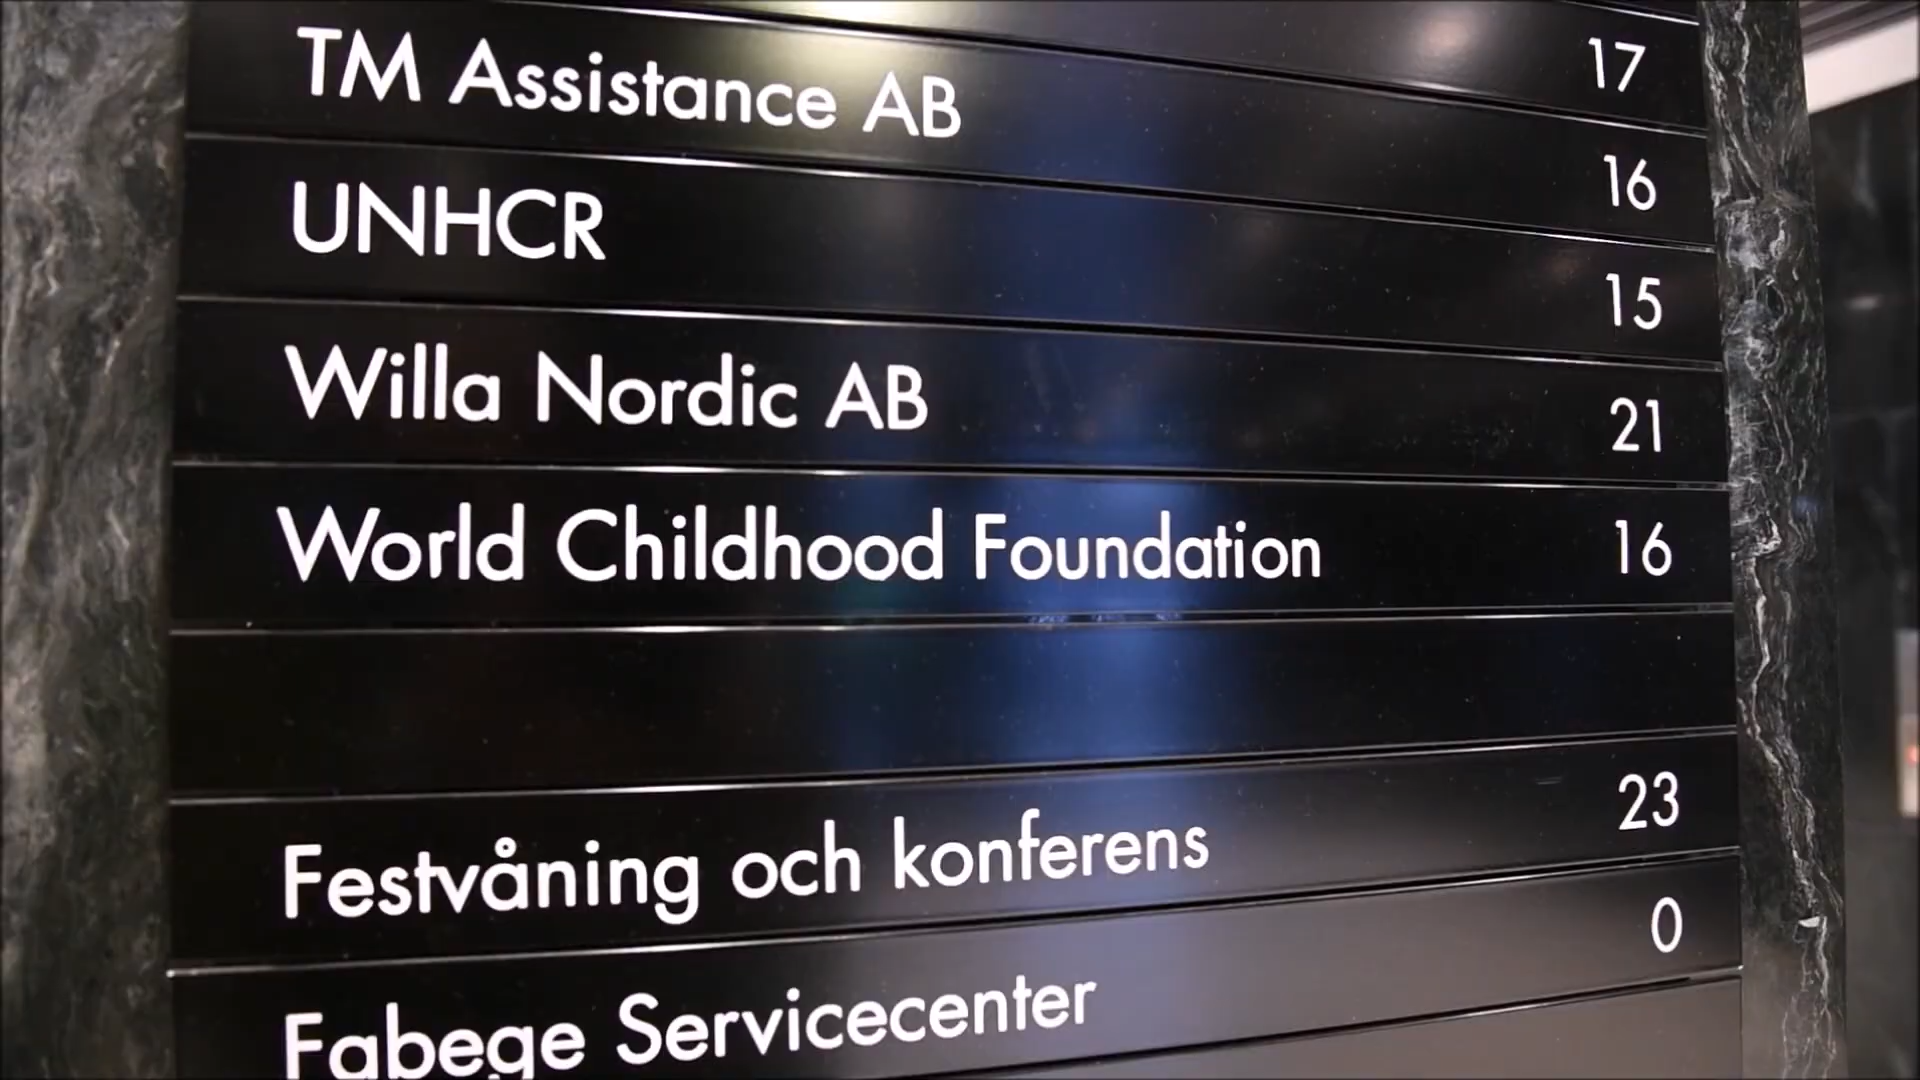 17
TM Assistance AB 16
UNHCR 15
Willa Nordic AB 21
World Childhood Foundation 16
Festvåning och konferens 23
Fabege Servicecenter 0